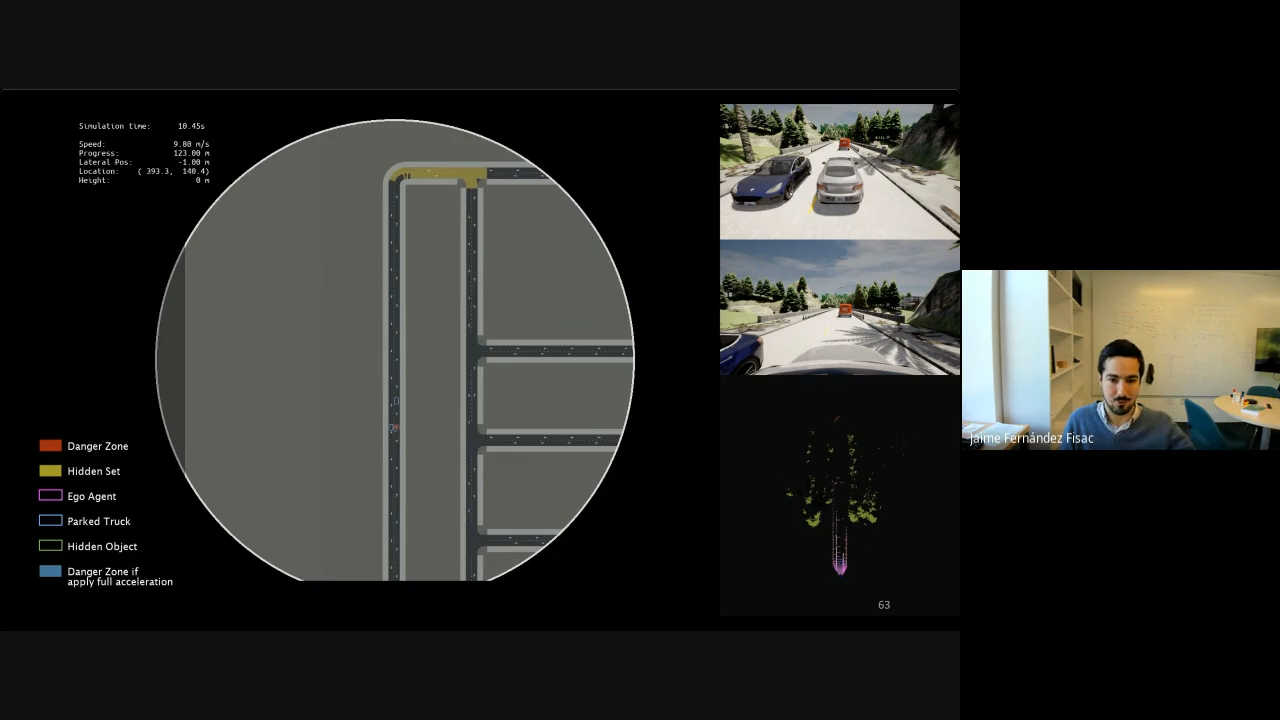 Simulation time: 10.45s
Speed: 9.80 m/s
Progress: 123.00 m
Lateral Pos: -1.00 m
Location: ( 393.3, 140.4)
Height: 0 m
Danger Zone
Hidden Set
Ego Agent
Parked Truck
Hidden Object
Danger Zone if
apply full acceleration
63
Jaime Fernández Fisac